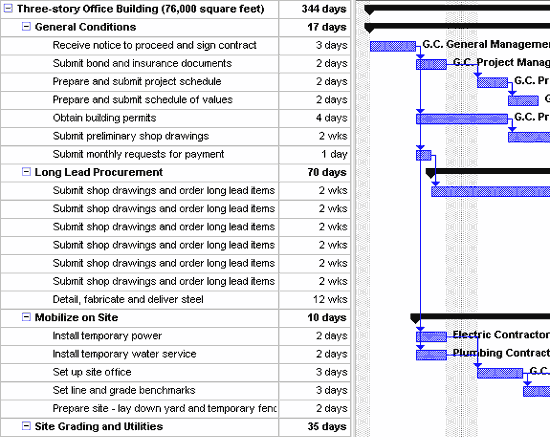 Three-story Office Building (76,000 square feet) 344 days
General Conditions 17 days
Receive notice to proceed and sign contract 3 days G.C. General Manageme
Submit bond and insurance documents 2 days G.C. Project Manag
Prepare and submit project schedule 2 days G.C. Pr
Prepare and submit schedule of values 2 days G
Obtain building permits 4 days G.C. Pr
Submit preliminary shop drawings 2 wks
Submit monthly requests for payment 1 day
Long Lead Procurement 70 days
Submit shop drawings and order long lead items 2 wks
Submit shop drawings and order long lead items 2 wks
Submit shop drawings and order long lead items 2 wks
Submit shop drawings and order long lead items 2 wks
Submit shop drawings and order long lead items 2 wks
Submit shop drawings and order long lead items 2 wks
Detail, fabricate and deliver steel 12 wks
Mobilize on Site 10 days
Install temporary power 2 days Electric Contractor
Install temporary water service 2 days Plumbing Contrac
Set up site office 3 days G.C.
Set line and grade benchmarks 3 days
Prepare site - lay down yard and temporary fenc 2 days
Site Grading and Utilities 35 days